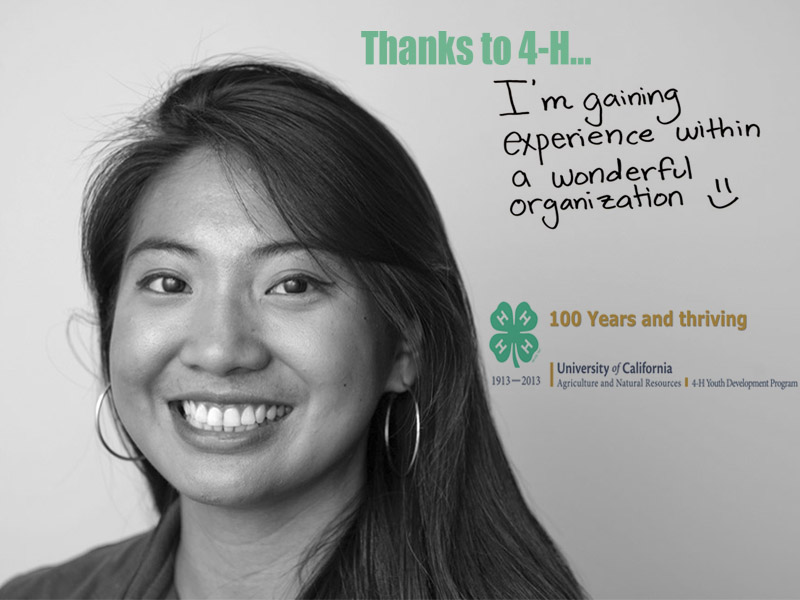 Thanks to 4-H...
I'm gaining
experience within
a wonderful
organization
H H
H H
100 Years and thriving
1913—2013
University of California
Agriculture and Natural Resources
4-H Youth Development Program